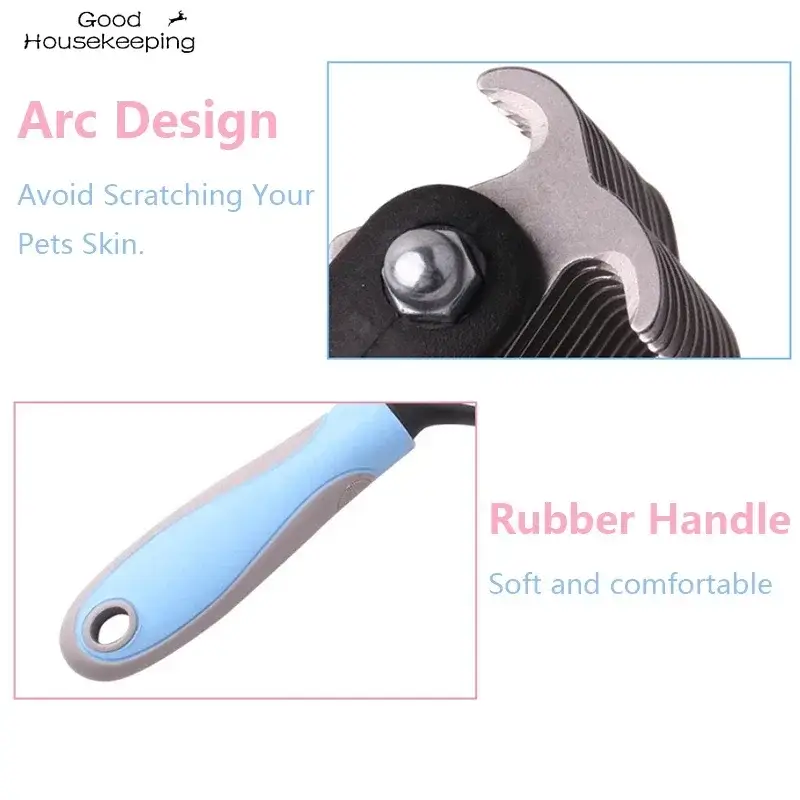 Good
Housekeeping
Arc Design
Avoid Scratching Your
Pets Skin.
Rubber Handle
Soft and comfortable